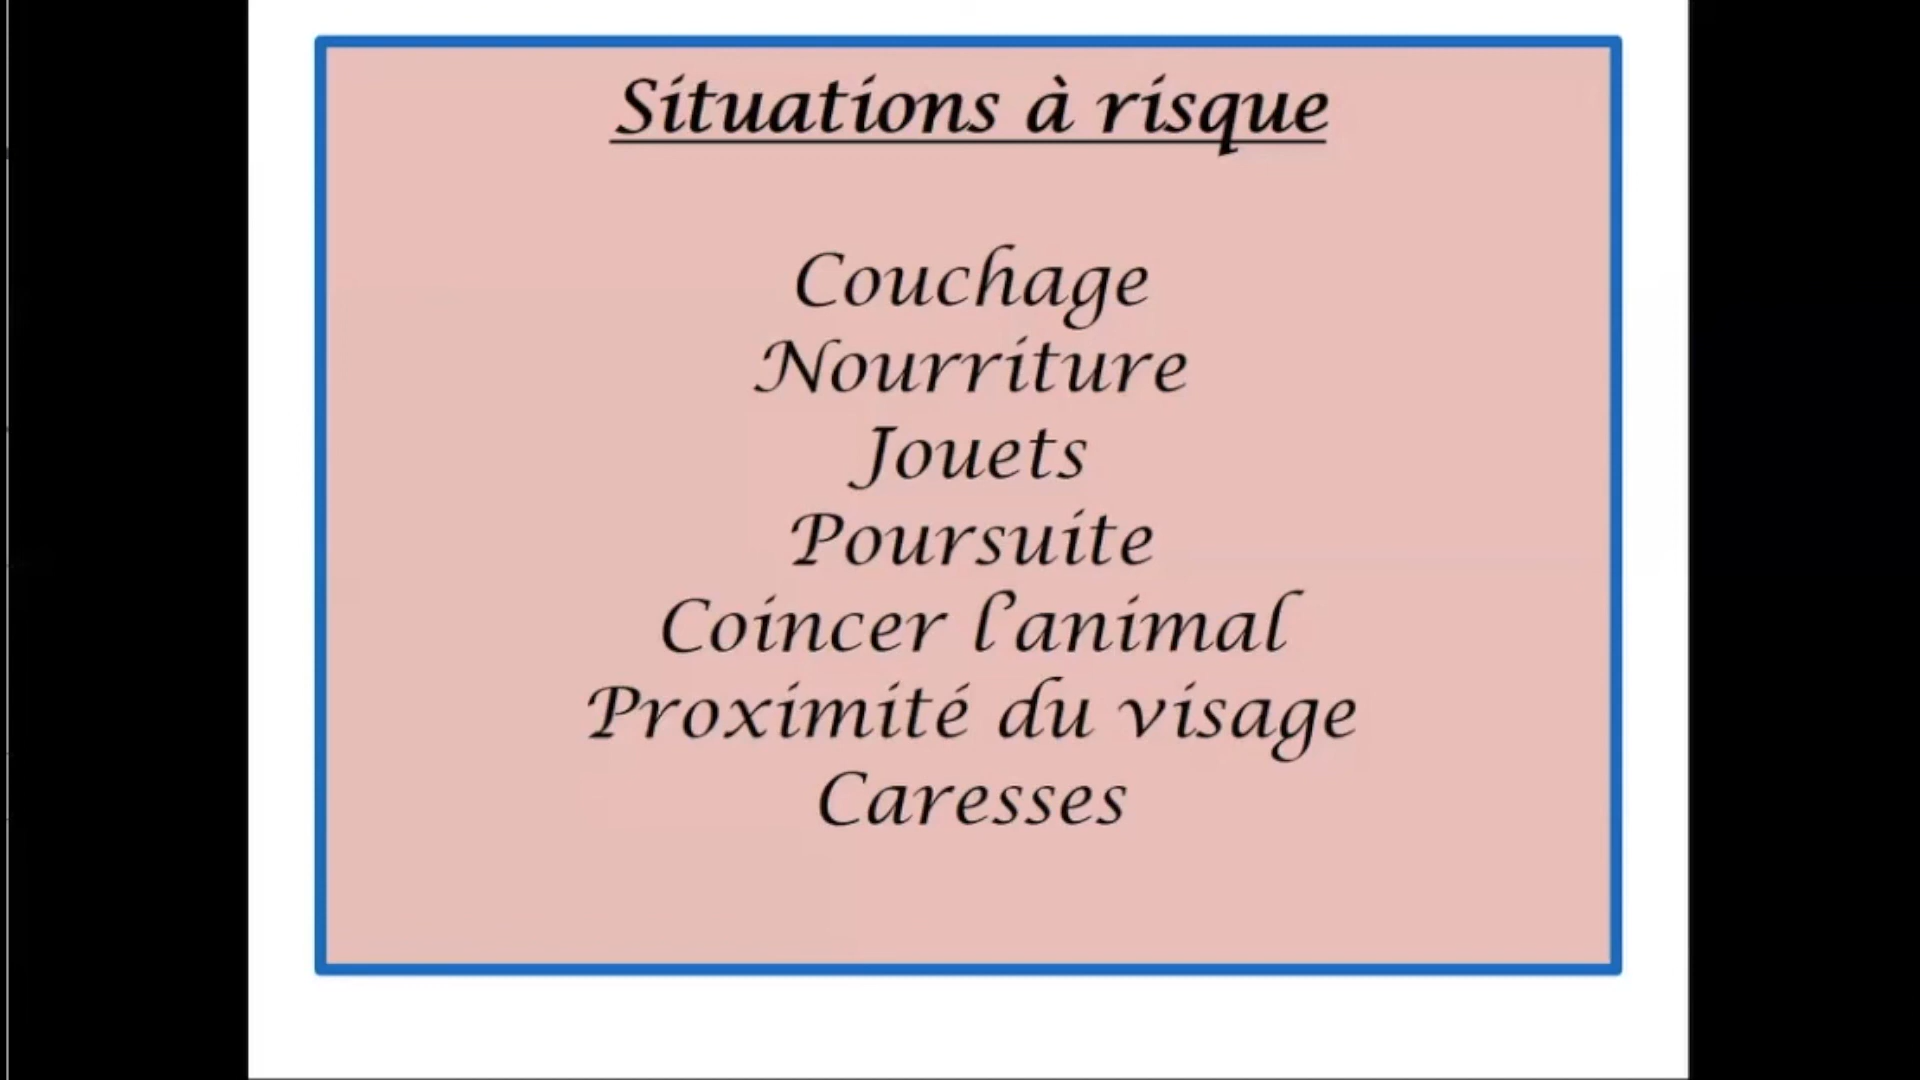 Situations à risque
Couchage
Nourriture
Jouets
Poursuite
Coincer l'animal
Proximité du visage
Caresses